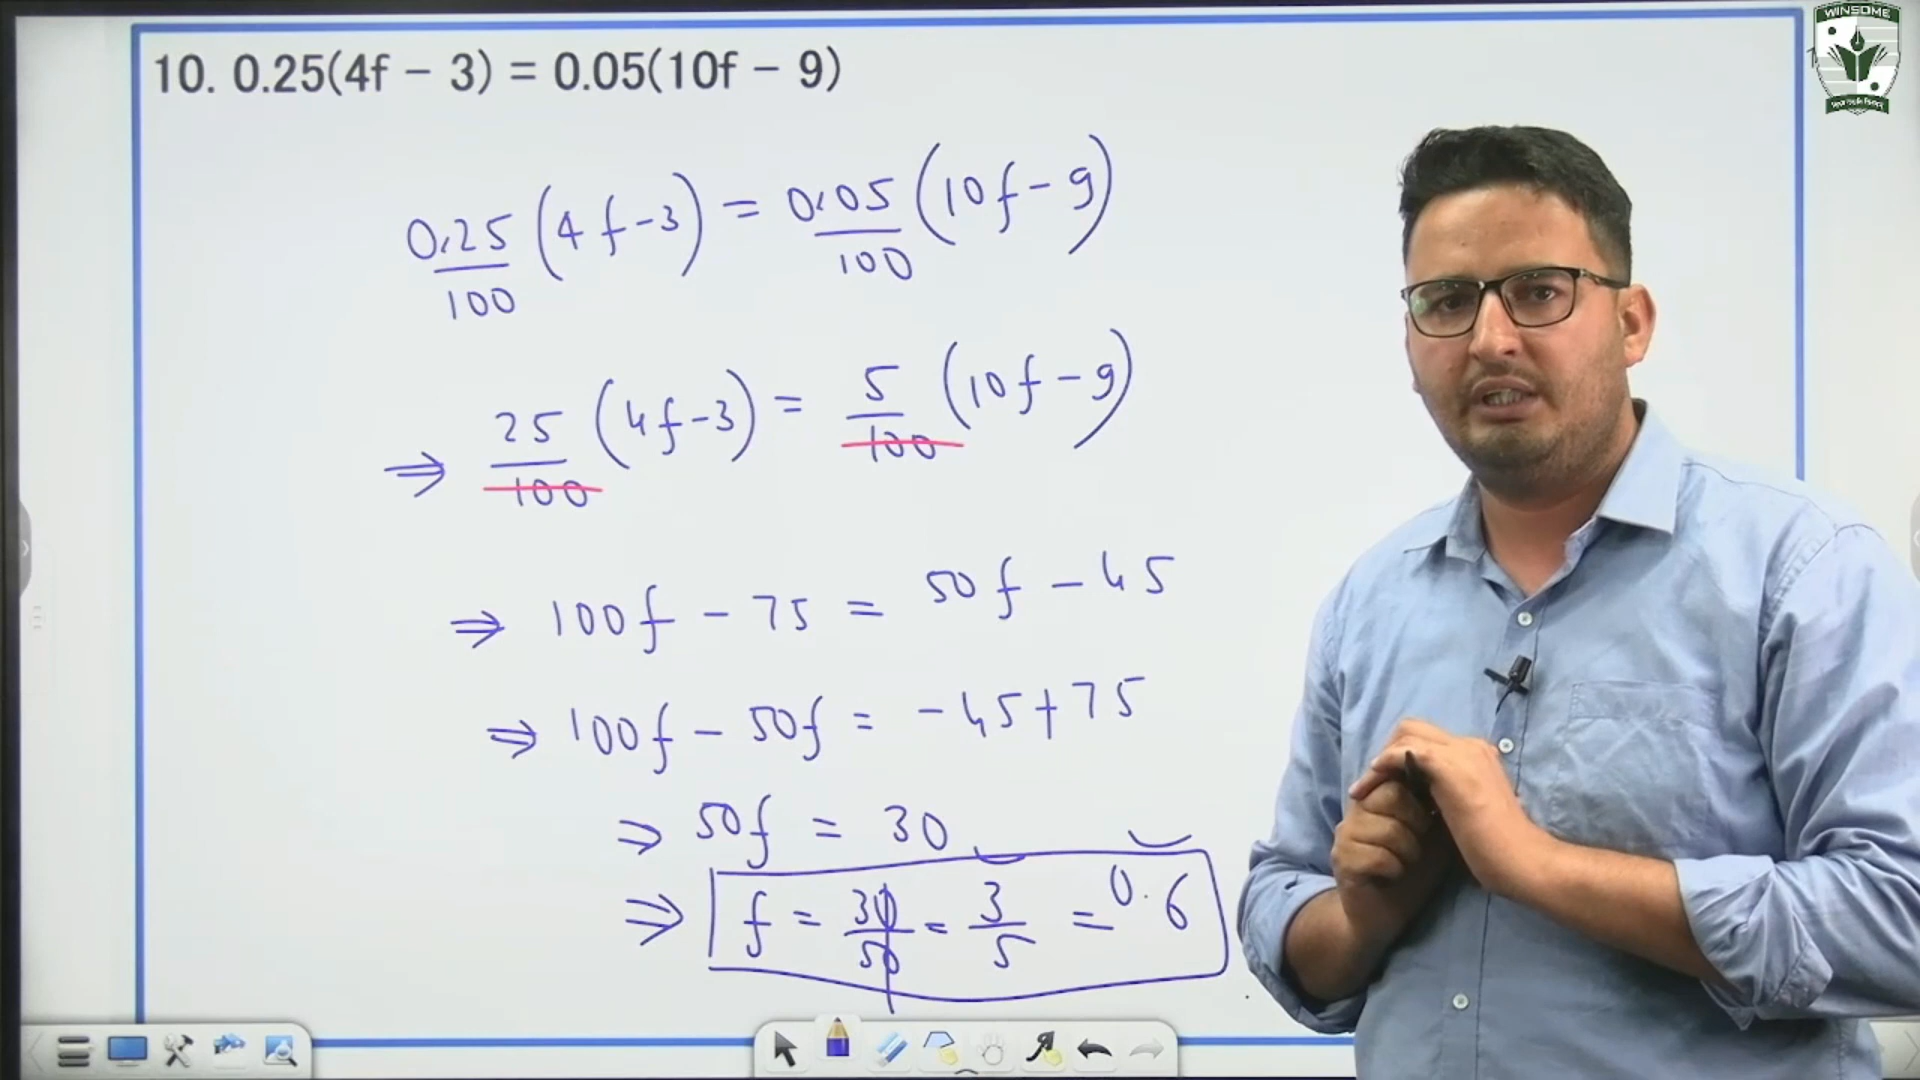 WINSOME
10. 0.25(4f – 3) = 0.05(10f – 9)
0.25/100 (4f-3) = 0.05/100 (10f-9)
⇒ 25/100 (4f-3) = 5/100 (10f-9)
⇒ 100f - 75 = 50f - 45
⇒ 100f - 50f = -45+75
⇒ 50f = 30
⇒ f = 30/50 = 3/5 = 0.6